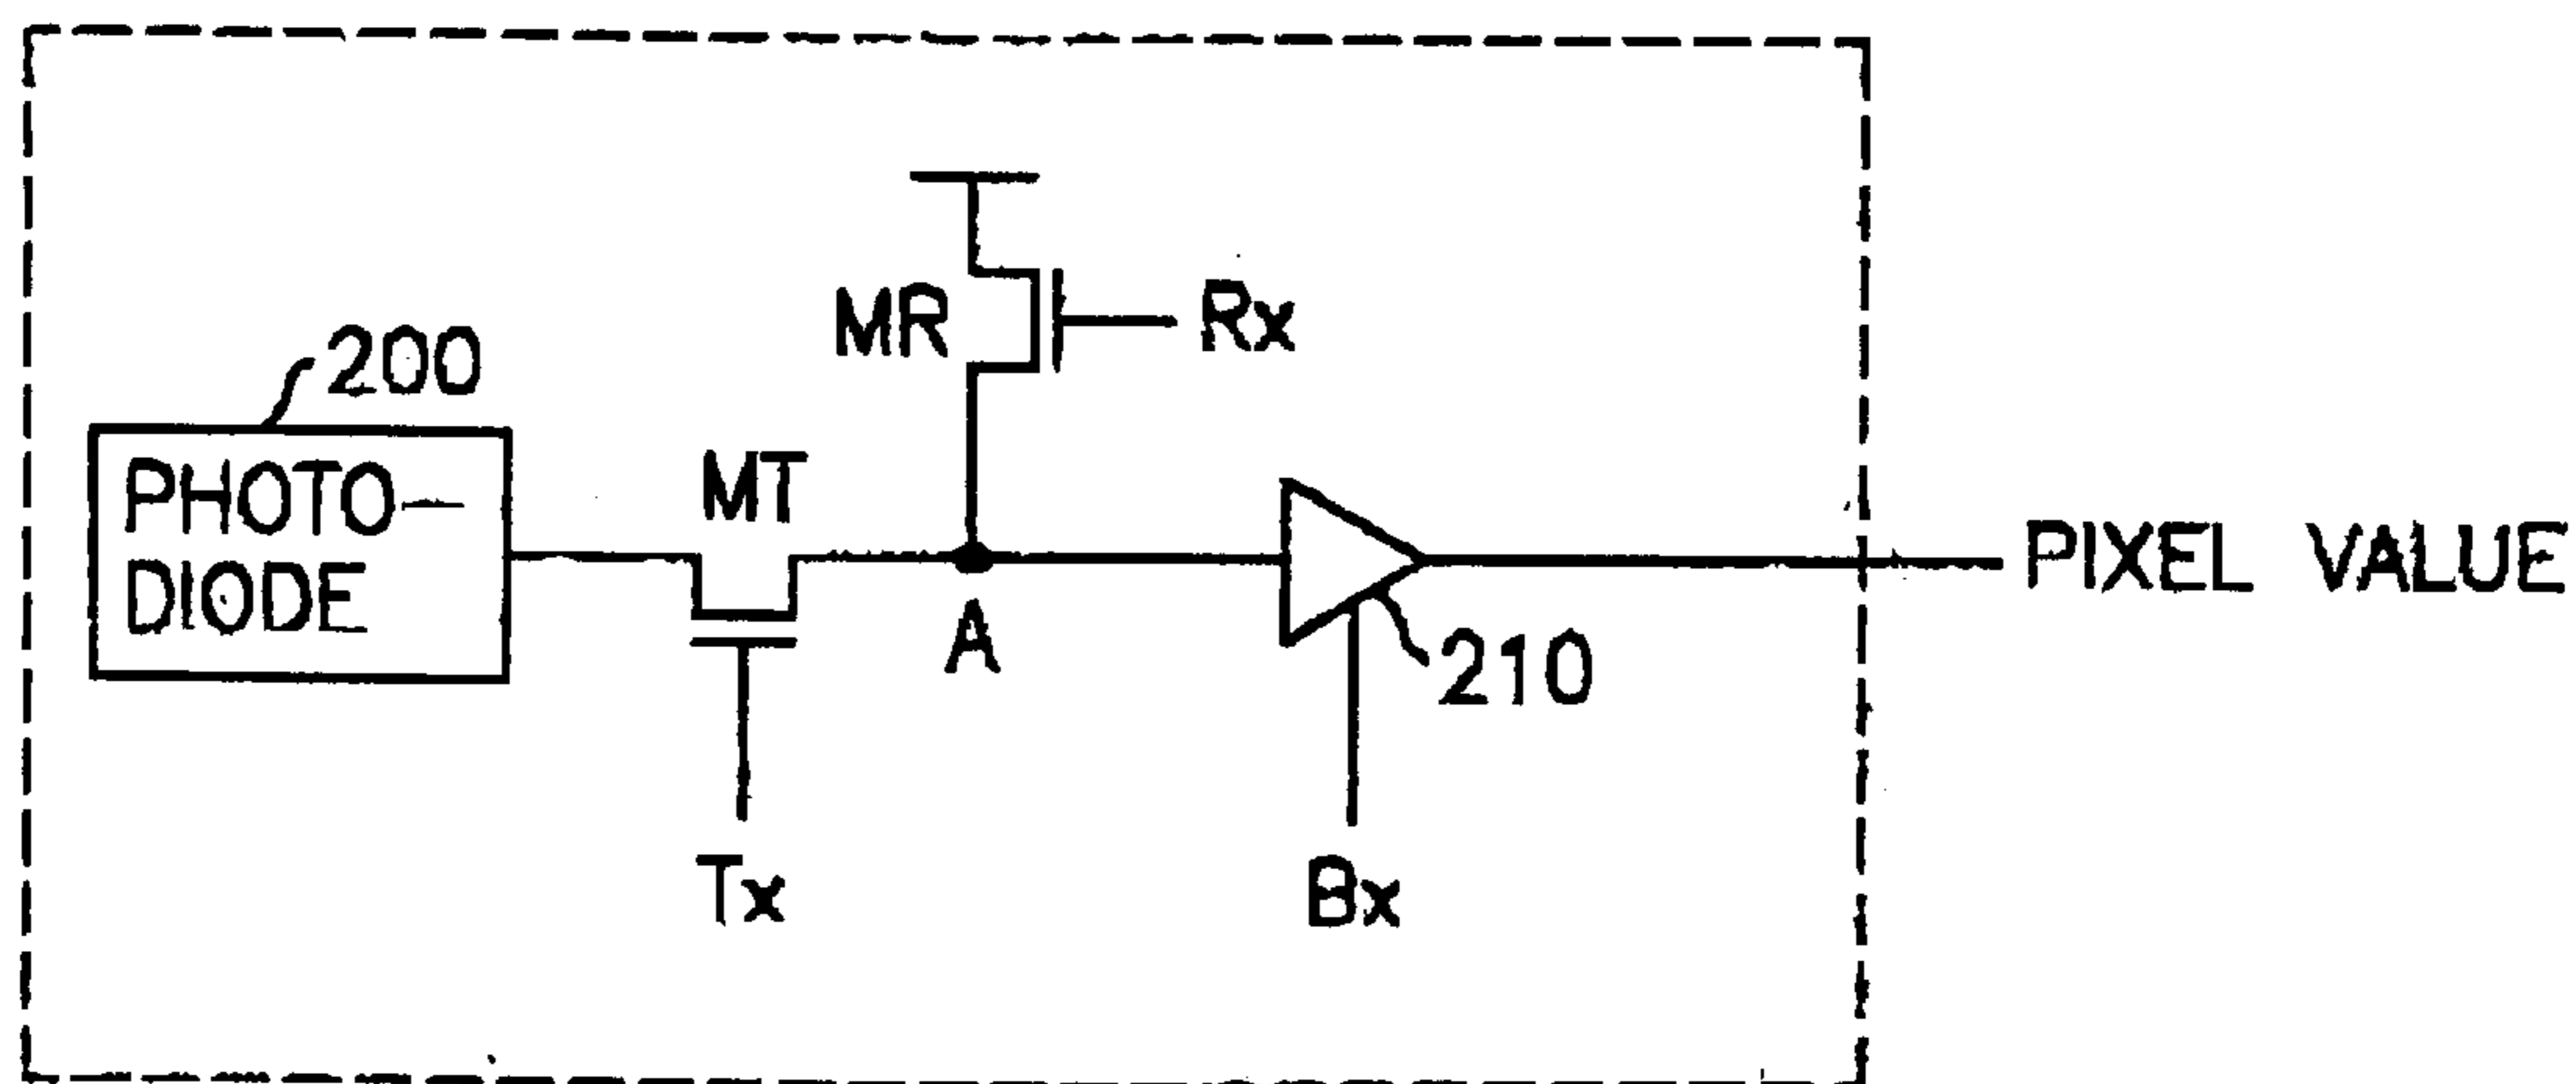 MR
Rx
200
PHOTO-
DIODE
MT
A
210
PIXEL VALUE
Tx
Bx